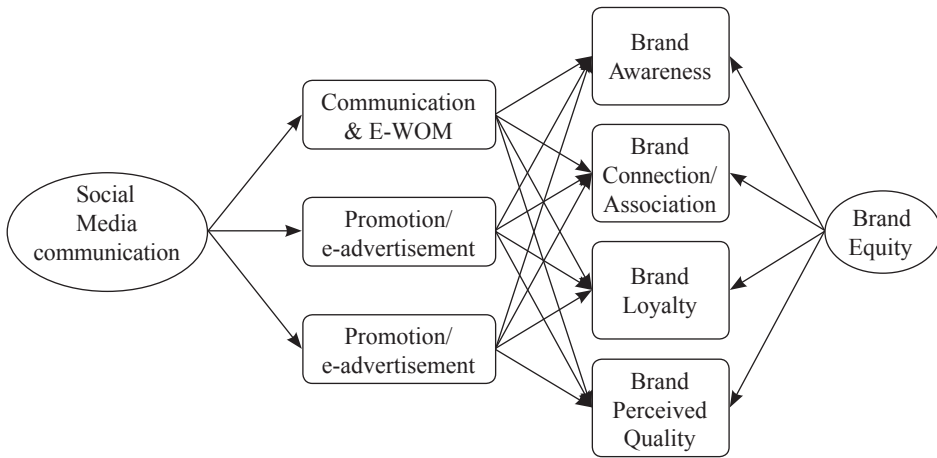 Social
Media
communication
Communication
& E-WOM
Promotion/
e-advertisement
Promotion/
e-advertisement
Brand
Awareness
Brand
Connection/
Association
Brand
Loyalty
Brand
Perceived
Quality
Brand
Equity